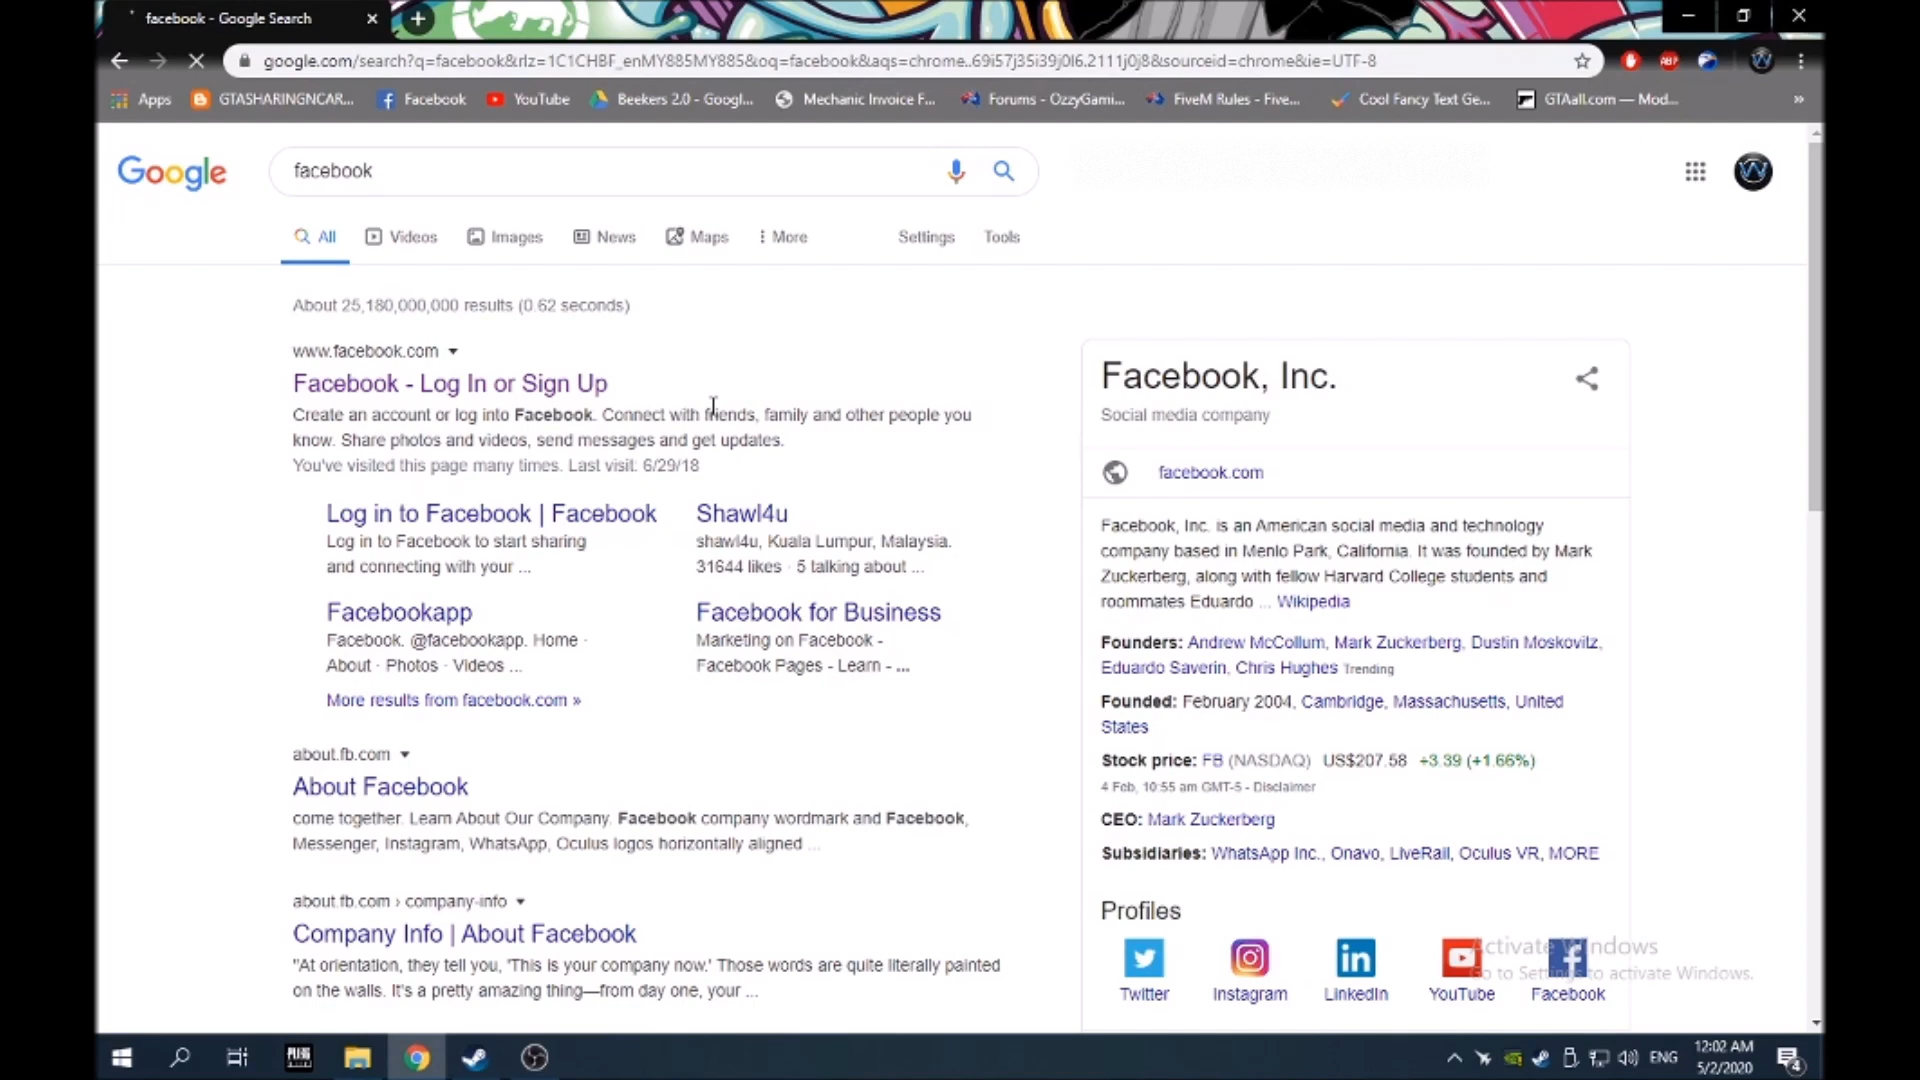 facebook - Google Search
google.com/search?q=facebook&rlz=1C1CHBF_enMY885MY885&oq=facebook&aqs=chrome..69i57j35i39j0l6.2111j0j8&sourceid=chrome&ie=UTF-8
Apps GTASHARINGNCAR... Facebook YouTube Beekers 2.0 - Googl... Mechanic Invoice F... Forums - OzzyGami... FiveM Rules - Five... Cool Fancy Text Ge... GTAall.com — Mod... »
Google facebook
All Videos Images News Maps More Settings Tools
About 25,180,000,000 results (0.62 seconds)
www.facebook.com
Facebook - Log In or Sign Up
Create an account or log into Facebook. Connect with friends, family and other people you
know. Share photos and videos, send messages and get updates.
You've visited this page many times. Last visit: 6/29/18
Log in to Facebook | Facebook
Log in to Facebook to start sharing
and connecting with your ...
Shawl4u
shawl4u, Kuala Lumpur, Malaysia.
31644 likes · 5 talking about ...
Facebookapp
Facebook. @facebookapp. Home ·
About · Photos · Videos ...
Facebook for Business
Marketing on Facebook -
Facebook Pages - Learn - ...
More results from facebook.com »
about.fb.com
About Facebook
come together. Learn About Our Company. Facebook company wordmark and Facebook,
Messenger, Instagram, WhatsApp, Oculus logos horizontally aligned ...
about.fb.com › company-info
Company Info | About Facebook
"At orientation, they tell you, 'This is your company now.' Those words are quite literally painted
on the walls. It's a pretty amazing thing—from day one, your ...
Facebook, Inc.
Social media company
facebook.com
Facebook, Inc. is an American social media and technology
company based in Menlo Park, California. It was founded by Mark
Zuckerberg, along with fellow Harvard College students and
roommates Eduardo ... Wikipedia
Founders: Andrew McCollum, Mark Zuckerberg, Dustin Moskovitz,
Eduardo Saverin, Chris Hughes Trending
Founded: February 2004, Cambridge, Massachusetts, United
States
Stock price: FB (NASDAQ) US$207.58 +3.39 (+1.66%)
4 Feb, 10:55 am GMT-5 - Disclaimer
CEO: Mark Zuckerberg
Subsidiaries: WhatsApp Inc., Onavo, LiveRail, Oculus VR, MORE
Profiles
Twitter Instagram LinkedIn YouTube Facebook
Activate Windows
Go to Settings to activate Windows.
PUBG
ENG
12:02 AM
5/2/2020
4